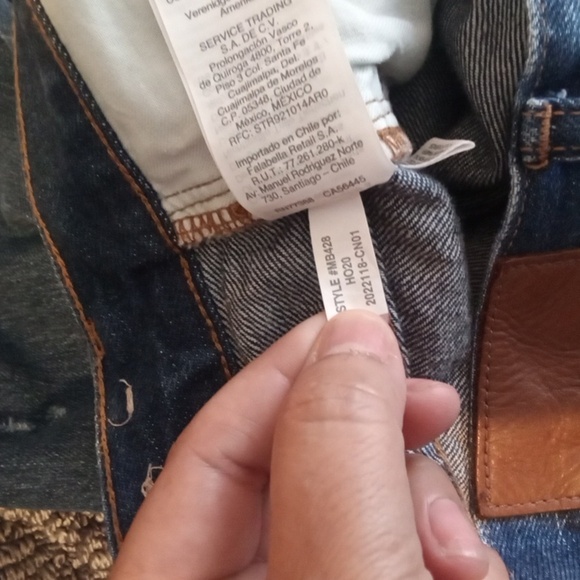 SERVICE TRADING
S.A. DE C.V.
Prolongación Vasco
de Quiroga 4800, Torre 2,
Piso 3 Col. Santa Fe
Cuajimalpa, Del.
Cuajimalpa de Morelos
C.P. 05348, Ciudad de
México, MÉXICO
RFC: STR921014AR0
Importado en Chile por:
Falabella Retail S.A.
R.U.T. 77.261.280-K
Av. Manuel Rodriguez Norte
730, Santiago – Chile
CA56445
STYLE #MB428
HO20
2022118-CN01